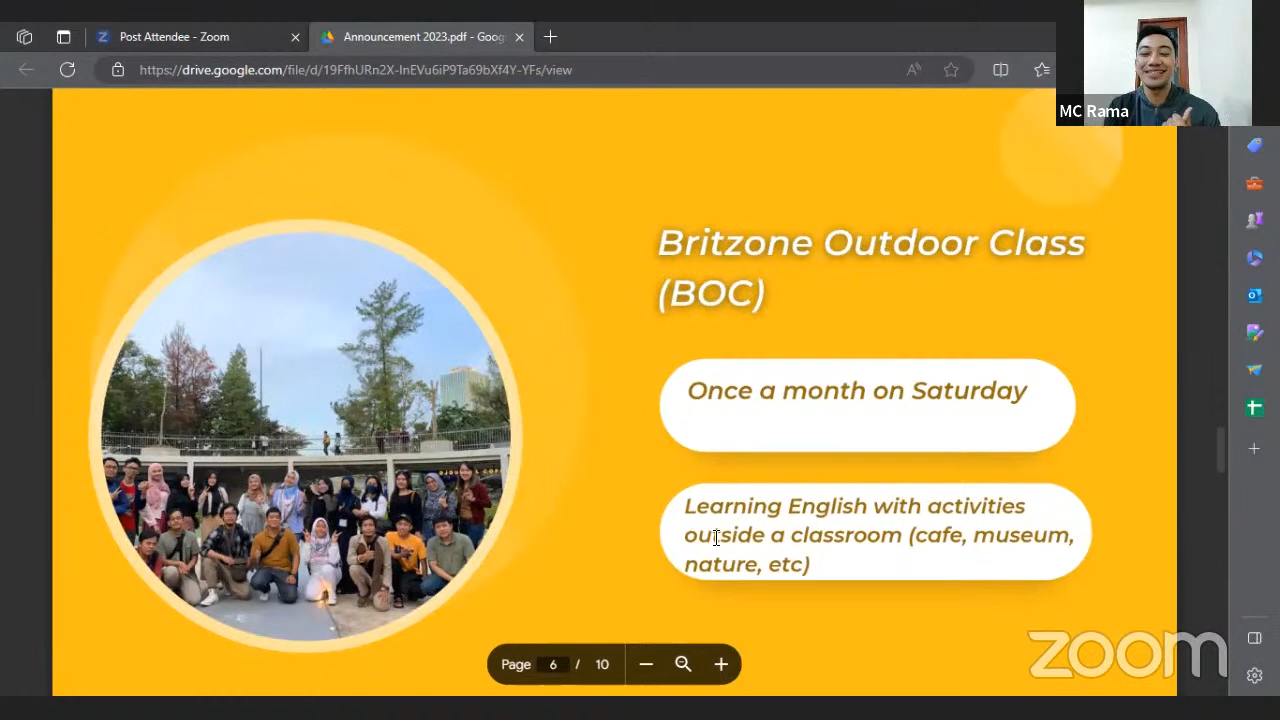 Post Attendee - Zoom
Announcement 2023.pdf - Goog
https://drive.google.com/file/d/19FfhURn2X-InEVu6iP9Ta69bXf4Y-YFs/view
MC Rama
Britzone Outdoor Class
(BOC)
Once a month on Saturday
Learning English with activities
outside a classroom (cafe, museum,
nature, etc)
Page 6 / 10
zoom